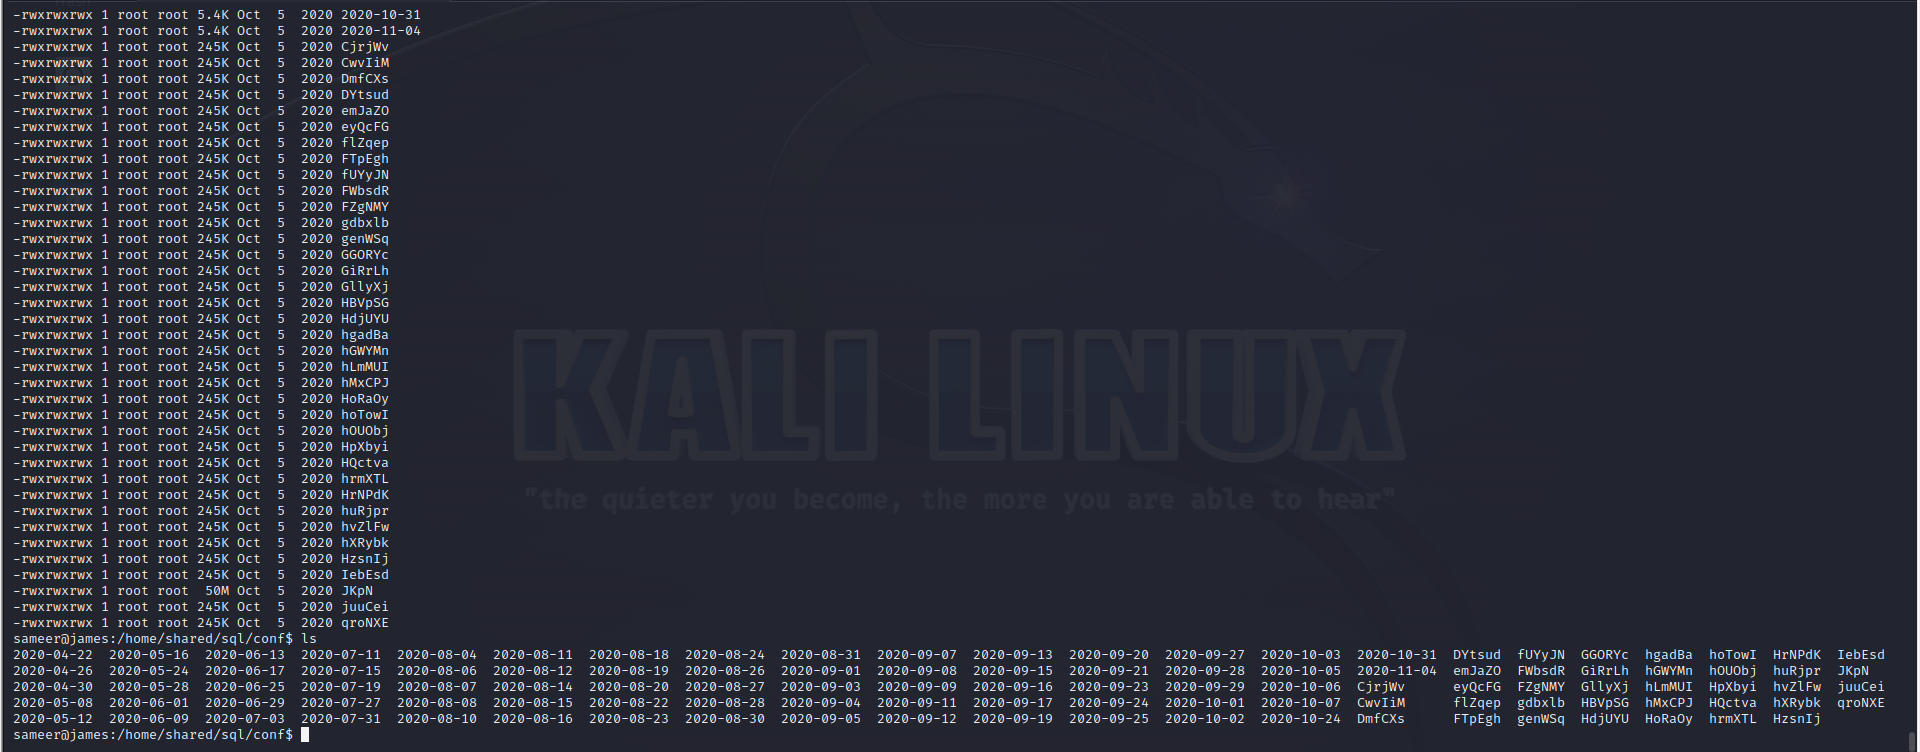 -rwxrwxrwx 1 root root 5.4K Oct  5  2020 2020-10-31
-rwxrwxrwx 1 root root 5.4K Oct  5  2020 2020-11-04
-rwxrwxrwx 1 root root 245K Oct  5  2020 CjrjWv
-rwxrwxrwx 1 root root 245K Oct  5  2020 CwvIiM
-rwxrwxrwx 1 root root 245K Oct  5  2020 DmfCXs
-rwxrwxrwx 1 root root 245K Oct  5  2020 DYtsud
-rwxrwxrwx 1 root root 245K Oct  5  2020 emJaZO
-rwxrwxrwx 1 root root 245K Oct  5  2020 eyQcFG
-rwxrwxrwx 1 root root 245K Oct  5  2020 flZqep
-rwxrwxrwx 1 root root 245K Oct  5  2020 FTpEgh
-rwxrwxrwx 1 root root 245K Oct  5  2020 fUYyJN
-rwxrwxrwx 1 root root 245K Oct  5  2020 FWbsdR
-rwxrwxrwx 1 root root 245K Oct  5  2020 FZgNMY
-rwxrwxrwx 1 root root 245K Oct  5  2020 gdbxlb
-rwxrwxrwx 1 root root 245K Oct  5  2020 genWSq
-rwxrwxrwx 1 root root 245K Oct  5  2020 GGORYc
-rwxrwxrwx 1 root root 245K Oct  5  2020 GiRrLh
-rwxrwxrwx 1 root root 245K Oct  5  2020 GllyXj
-rwxrwxrwx 1 root root 245K Oct  5  2020 HBVpSG
-rwxrwxrwx 1 root root 245K Oct  5  2020 HdjUYU
-rwxrwxrwx 1 root root 245K Oct  5  2020 hgadBa
-rwxrwxrwx 1 root root 245K Oct  5  2020 hGWYMn
-rwxrwxrwx 1 root root 245K Oct  5  2020 hLmMUI
-rwxrwxrwx 1 root root 245K Oct  5  2020 hMxCPJ
-rwxrwxrwx 1 root root 245K Oct  5  2020 HoRaOy
-rwxrwxrwx 1 root root 245K Oct  5  2020 hoTowI
-rwxrwxrwx 1 root root 245K Oct  5  2020 hOUObj
-rwxrwxrwx 1 root root 245K Oct  5  2020 HpXbyi
-rwxrwxrwx 1 root root 245K Oct  5  2020 HQctva
-rwxrwxrwx 1 root root 245K Oct  5  2020 hrmXTL
-rwxrwxrwx 1 root root 245K Oct  5  2020 HrNPdK
-rwxrwxrwx 1 root root 245K Oct  5  2020 huRjpr
-rwxrwxrwx 1 root root 245K Oct  5  2020 hvZlFw
-rwxrwxrwx 1 root root 245K Oct  5  2020 hXRybk
-rwxrwxrwx 1 root root 245K Oct  5  2020 HzsnIj
-rwxrwxrwx 1 root root 245K Oct  5  2020 IebEsd
-rwxrwxrwx 1 root root  50M Oct  5  2020 JKpN
-rwxrwxrwx 1 root root 245K Oct  5  2020 juuCei
-rwxrwxrwx 1 root root 245K Oct  5  2020 qroNXE
sameer@james:/home/shared/sql/conf$ ls
2020-04-22  2020-05-16  2020-06-13  2020-07-11  2020-08-04  2020-08-11  2020-08-18  2020-08-24  2020-08-31  2020-09-07  2020-09-13  2020-09-20  2020-09-27  2020-10-03  2020-10-31  DYtsud  fUYyJN  GGORYc  hgadBa  hoTowI  HrNPdK  IebEsd
2020-04-26  2020-05-24  2020-06-17  2020-07-15  2020-08-06  2020-08-12  2020-08-19  2020-08-26  2020-09-01  2020-09-08  2020-09-15  2020-09-21  2020-09-28  2020-10-05  2020-11-04  emJaZO  FWbsdR  GiRrLh  hGWYMn  hOUObj  huRjpr  JKpN
2020-04-30  2020-05-28  2020-06-25  2020-07-19  2020-08-07  2020-08-14  2020-08-20  2020-08-27  2020-09-03  2020-09-09  2020-09-16  2020-09-23  2020-09-29  2020-10-06  CjrjWv      eyQcFG  FZgNMY  GllyXj  hLmMUI  HpXbyi  hvZlFw  juuCei
2020-05-08  2020-06-01  2020-06-29  2020-07-27  2020-08-08  2020-08-15  2020-08-22  2020-08-28  2020-09-04  2020-09-11  2020-09-17  2020-09-24  2020-10-01  2020-10-07  CwvIiM      flZqep  gdbxlb  HBVpSG  hMxCPJ  HQctva  hXRybk  qroNXE
2020-05-12  2020-06-09  2020-07-03  2020-07-31  2020-08-10  2020-08-16  2020-08-23  2020-08-30  2020-09-05  2020-09-12  2020-09-19  2020-09-25  2020-10-02  2020-10-24  DmfCXs      FTpEgh  genWSq  HdjUYU  HoRaOy  hrmXTL  HzsnIj
sameer@james:/home/shared/sql/conf$
KALI LINUX
"the quieter you become, the more you are able to hear"